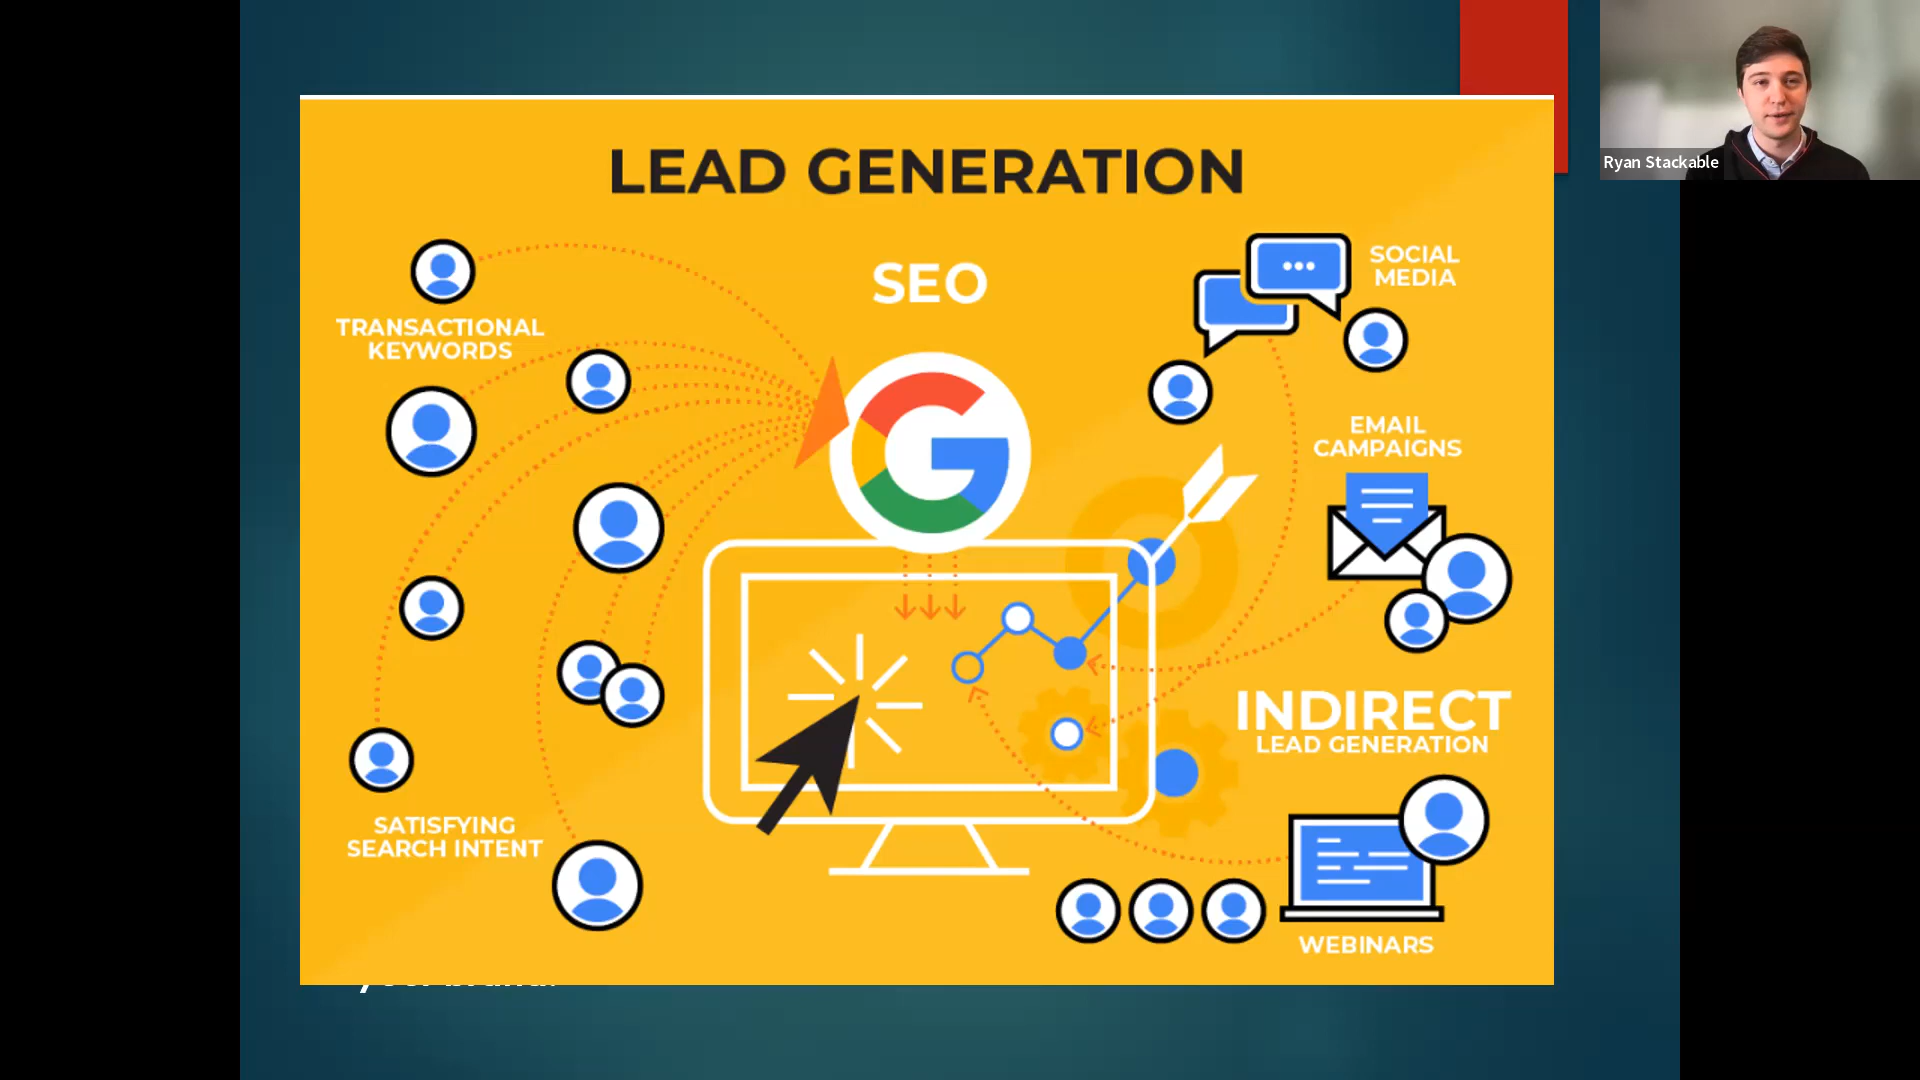 LEAD GENERATION
SEO
TRANSACTIONAL
KEYWORDS
SATISFYING
SEARCH INTENT
SOCIAL
MEDIA
EMAIL
CAMPAIGNS
INDIRECT
LEAD GENERATION
WEBINARS
Ryan Stackable